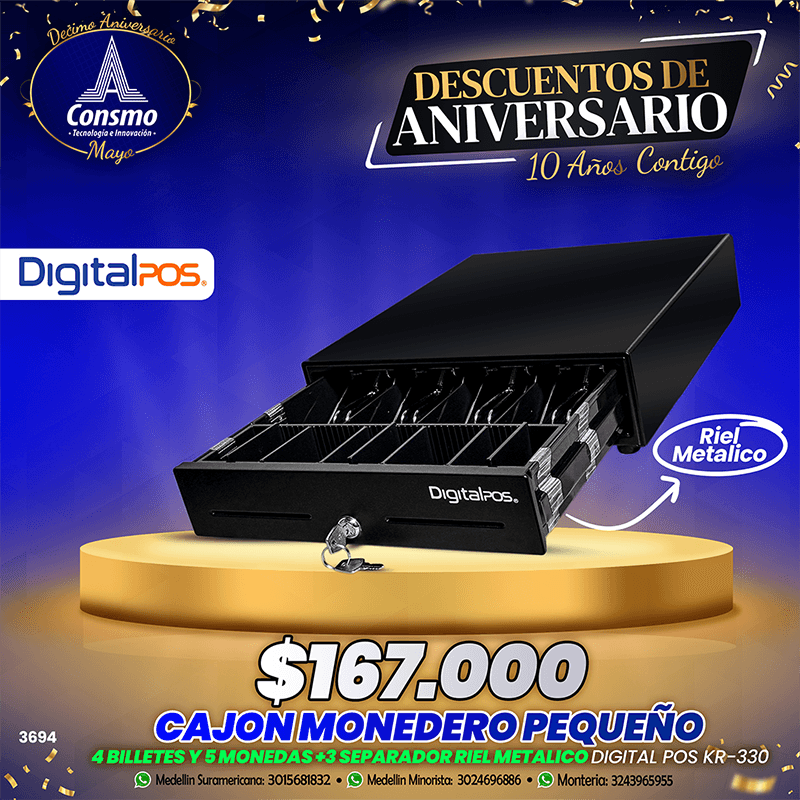 Decimo Aniversario
Consmo
• Tecnología e Innovación •
Mayo
DESCUENTOS DE
ANIVERSARIO
10 Años Contigo
DigitalPOS®
Riel
Metalico
DigitalPOS®
$167.000
CAJON MONEDERO PEQUEÑO
3694
4 BILLETES Y 5 MONEDAS +3 SEPARADOR RIEL METALICO DIGITAL POS KR-330
Medellin Suramericana: 3015681832 • Medellin Minorista: 3024696886 • Monteria: 3243965955